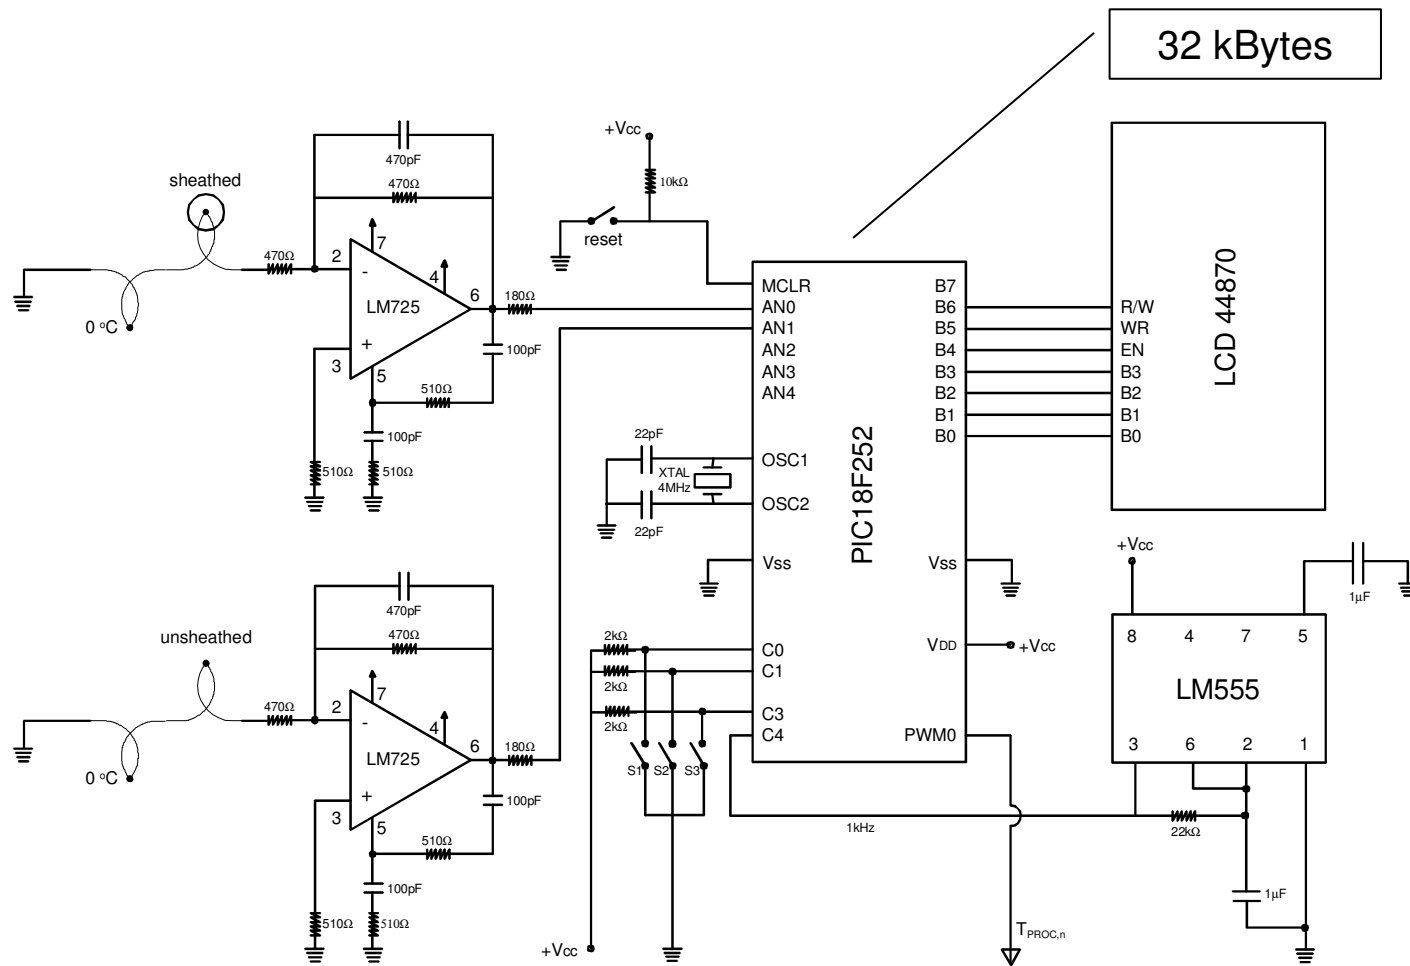 32 kBytes
+Vcc
10kΩ
reset
sheathed
0 °C
470Ω
470pF
470Ω
2
-
7
4
LM725
6
+
3
5
180Ω
100pF
510Ω
100pF
510Ω
510Ω
unsheathed
0 °C
470Ω
470pF
470Ω
2
-
7
4
LM725
6
+
3
5
180Ω
100pF
510Ω
100pF
510Ω
510Ω
22pF
XTAL
4MHz
22pF
MCLR
AN0
AN1
AN2
AN3
AN4
OSC1
OSC2
Vss
C0
C1
C3
C4
PIC18F252
B7
B6
B5
B4
B3
B2
B1
B0
Vss
VDD
PWM0
+Vcc
2kΩ
2kΩ
2kΩ
S1
S2
S3
+Vcc
1kHz
TPROC,n
R/W
WR
EN
B3
B2
B1
B0
LCD 44870
+Vcc
1µF
8 4 7 5
LM555
3 6 2 1
22kΩ
1µF